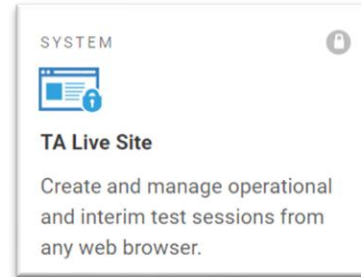 SYSTEM
TA Live Site
Create and manage operational
and interim test sessions from
any web browser.